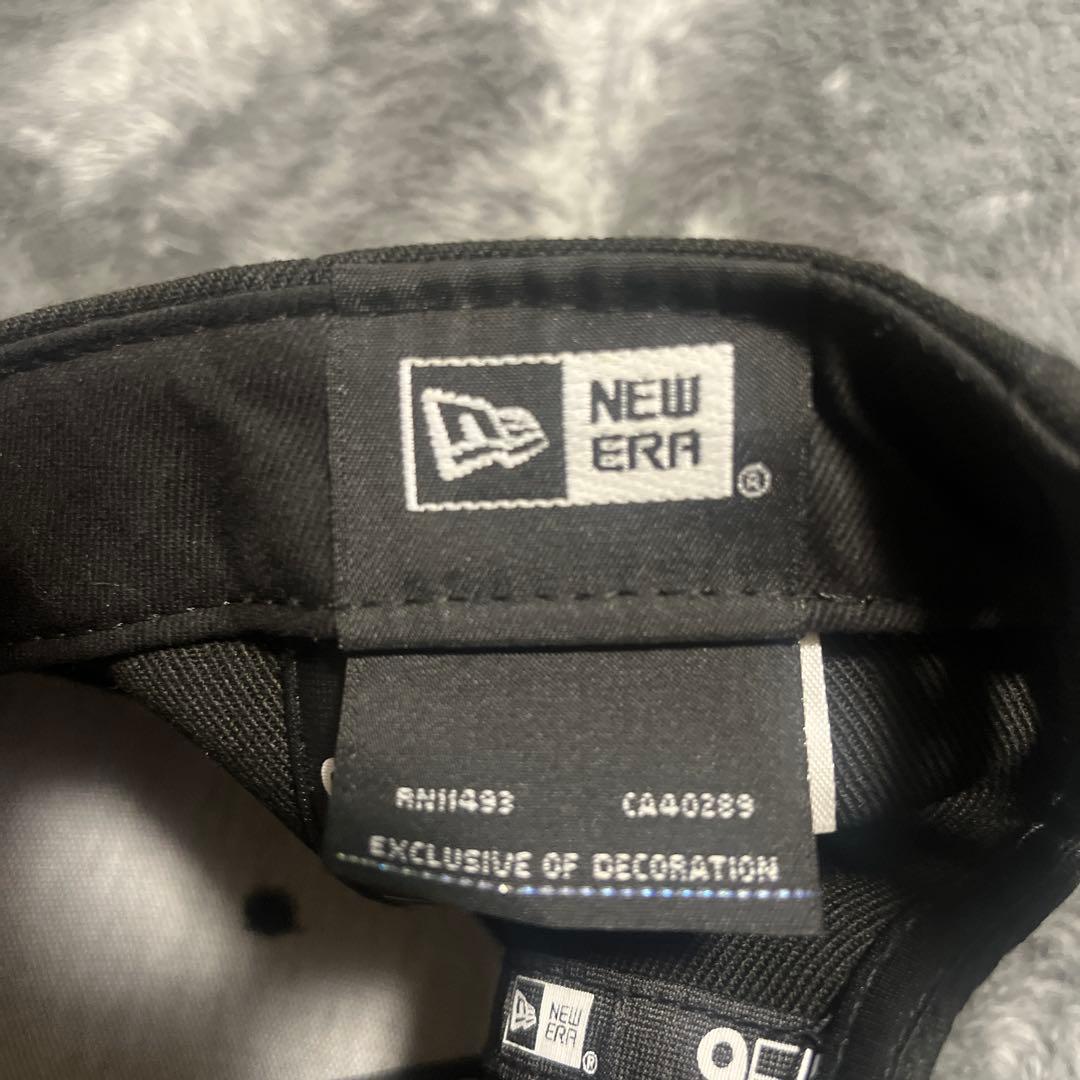 NEW
ERA
®
RN11493 CA40289
EXCLUSIVE OF DECORATION
NEW
ERA
®